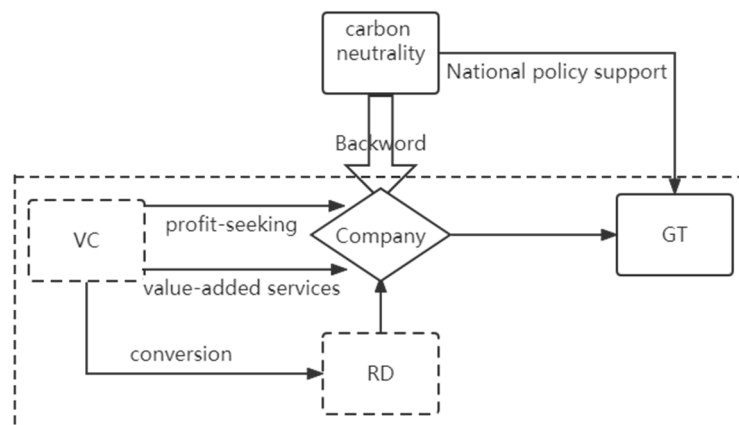 carbon
neutrality
National policy support
Backword
VC
profit-seeking
Company
GT
value-added services
conversion
RD